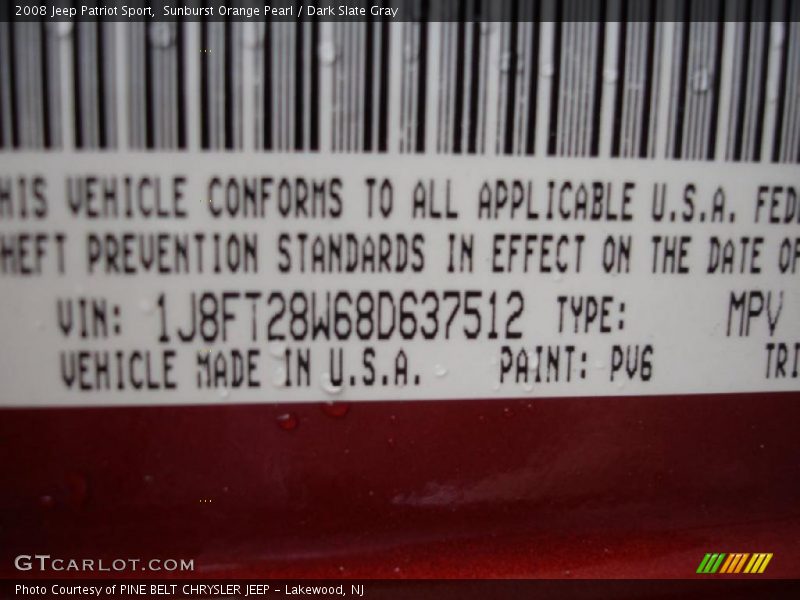 2008 Jeep Patriot Sport,  Sunburst Orange Pearl / Dark Slate Gray
HIS VEHICLE CONFORMS TO ALL APPLICABLE U.S.A. FEDE
HEFT PREVENTION STANDARDS IN EFFECT ON THE DATE OF
VIN: 1J8FT28W68D637512 TYPE: MPV
VEHICLE MADE IN U.S.A. PAINT: PV6 TRI
GTCARLOT.COM
Photo Courtesy of PINE BELT CHRYSLER JEEP - Lakewood, NJ